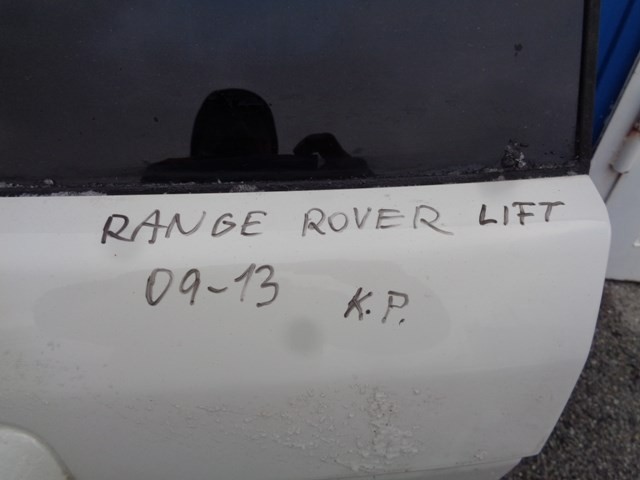 RANGE ROVER LIFT
09-13 K.P.